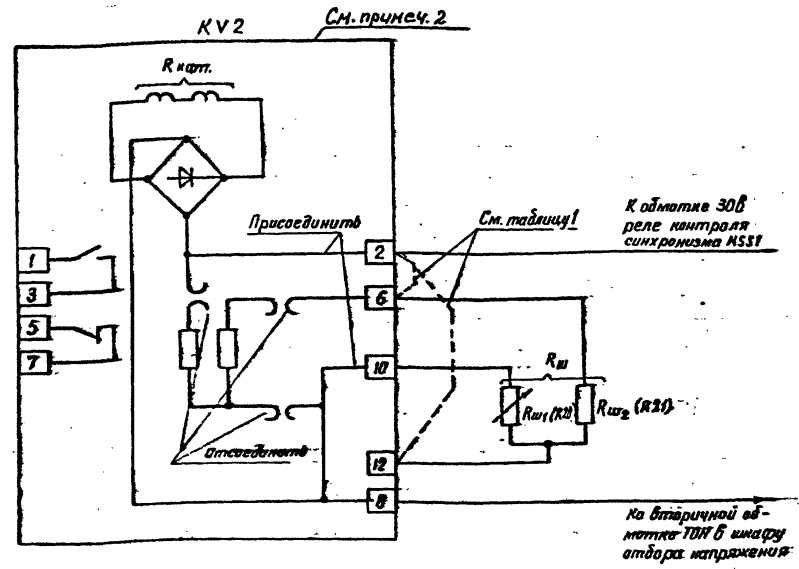 KV2
См. примеч. 2
R кат.
К обмотке 30в
реле контроля
синхронизма KSS1
Присоединить
См. таблицу 1
1
2
3
6
5
7
10
Rш
Rш1 (R2)
Rш2 (R21)
Отсоединить
12
8
Ко вторичной об-
мотке ТОН в шкафу
отбора напряжения